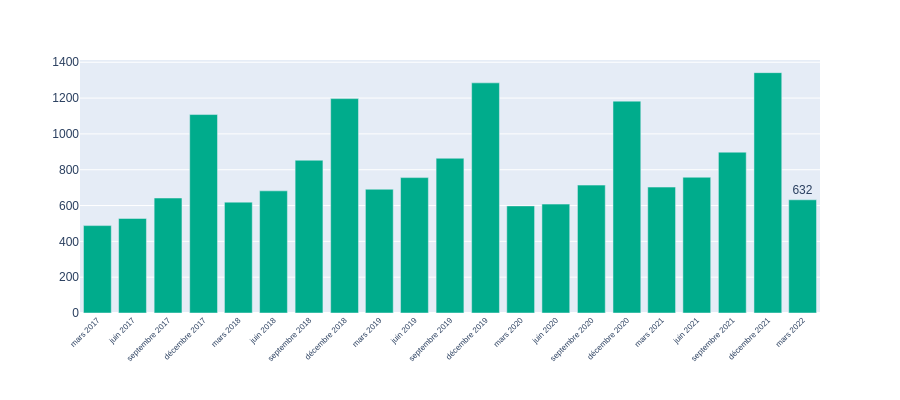 1400
1200
1000
800
600
400
200
0
632
mars 2017
juin 2017
septembre 2017
décembre 2017
mars 2018
juin 2018
septembre 2018
décembre 2018
mars 2019
juin 2019
septembre 2019
décembre 2019
mars 2020
juin 2020
septembre 2020
décembre 2020
mars 2021
juin 2021
septembre 2021
décembre 2021
mars 2022